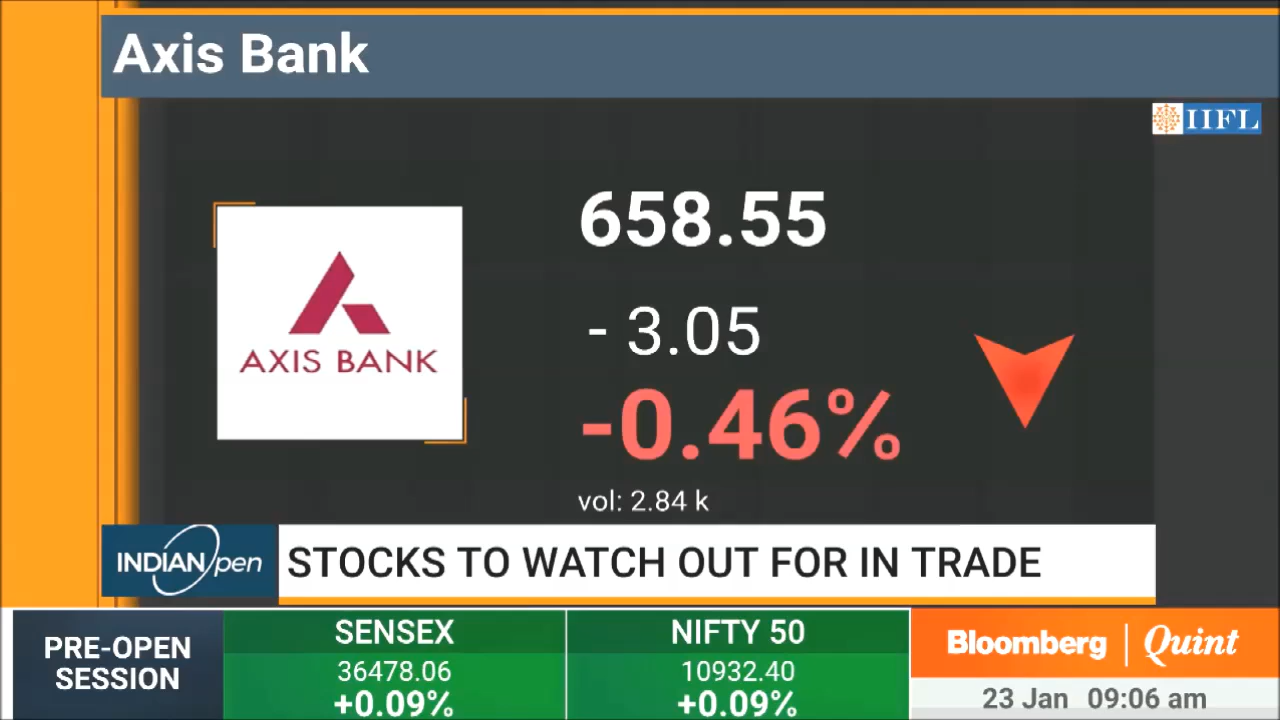 Axis Bank
IIFL
658.55
- 3.05
-0.46%
AXIS BANK
vol: 2.84 k
INDIAN Open
STOCKS TO WATCH OUT FOR IN TRADE
PRE-OPEN
SESSION
SENSEX
36478.06
+0.09%
NIFTY 50
10932.40
+0.09%
Bloomberg | Quint
23 Jan 09:06 am